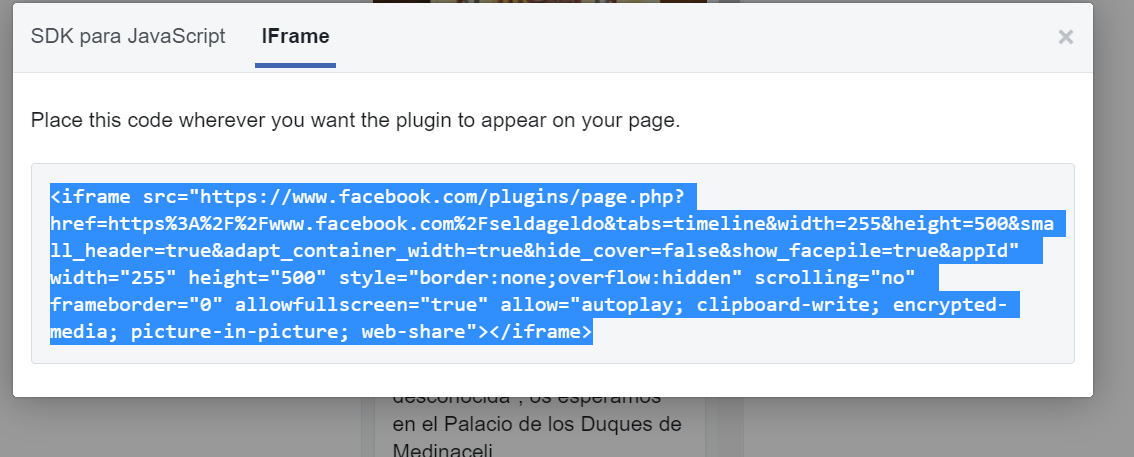 SDK para JavaScript IFrame ×
Place this code wherever you want the plugin to appear on your page.
<iframe src="https://www.facebook.com/plugins/page.php?
href=https%3A%2F%2Fwww.facebook.com%2Fseldageldo&tabs=timeline&width=255&height=500&sma
ll_header=true&adapt_container_width=true&hide_cover=false&show_facepile=true&appId"
width="255" height="500" style="border:none;overflow:hidden" scrolling="no"
frameborder="0" allowfullscreen="true" allow="autoplay; clipboard-write; encrypted-
media; picture-in-picture; web-share"></iframe>
desconocida", os esperamos
en el Palacio de los Duques de
Medinaceli